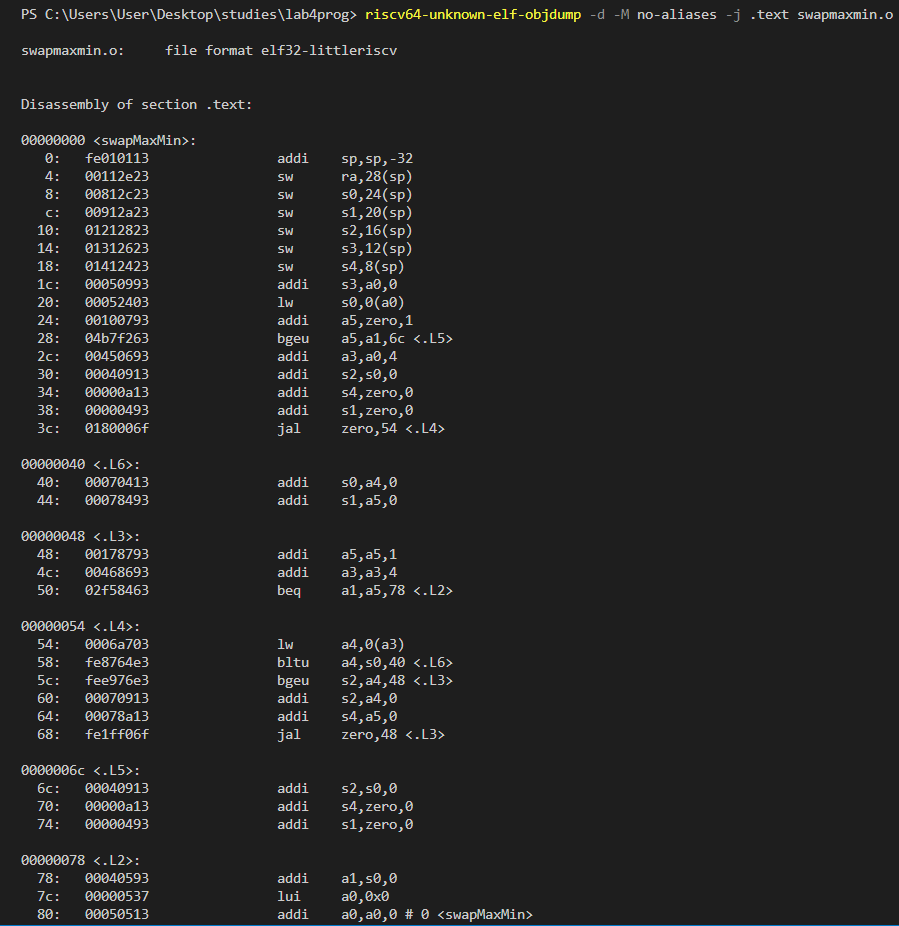 PS C:\Users\User\Desktop\studies\lab4prog> riscv64-unknown-elf-objdump -d -M no-aliases -j .text swapmaxmin.o
swapmaxmin.o:     file format elf32-littleriscv
Disassembly of section .text:
00000000 <swapMaxMin>:
   0:   fe010113                addi    sp,sp,-32
   4:   00112e23                sw      ra,28(sp)
   8:   00812c23                sw      s0,24(sp)
   c:   00912a23                sw      s1,20(sp)
  10:   01212823                sw      s2,16(sp)
  14:   01312623                sw      s3,12(sp)
  18:   01412423                sw      s4,8(sp)
  1c:   00050993                addi    s3,a0,0
  20:   00052403                lw      s0,0(a0)
  24:   00100793                addi    a5,zero,1
  28:   04b7f263                bgeu    a5,a1,6c <.L5>
  2c:   00450693                addi    a3,a0,4
  30:   00040913                addi    s2,s0,0
  34:   00000a13                addi    s4,zero,0
  38:   00000493                addi    s1,zero,0
  3c:   0180006f                jal     zero,54 <.L4>
00000040 <.L6>:
  40:   00070413                addi    s0,a4,0
  44:   00078493                addi    s1,a5,0
00000048 <.L3>:
  48:   00178793                addi    a5,a5,1
  4c:   00468693                addi    a3,a3,4
  50:   02f58463                beq     a1,a5,78 <.L2>
00000054 <.L4>:
  54:   0006a703                lw      a4,0(a3)
  58:   fe8764e3                bltu    a4,s0,40 <.L6>
  5c:   fee976e3                bgeu    s2,a4,48 <.L3>
  60:   00070913                addi    s2,a4,0
  64:   00078a13                addi    s4,a5,0
  68:   fe1ff06f                jal     zero,48 <.L3>
0000006c <.L5>:
  6c:   00040913                addi    s2,s0,0
  70:   00000a13                addi    s4,zero,0
  74:   00000493                addi    s1,zero,0
00000078 <.L2>:
  78:   00040593                addi    a1,s0,0
  7c:   00000537                lui     a0,0x0
  80:   00050513                addi    a0,a0,0 # 0 <swapMaxMin>